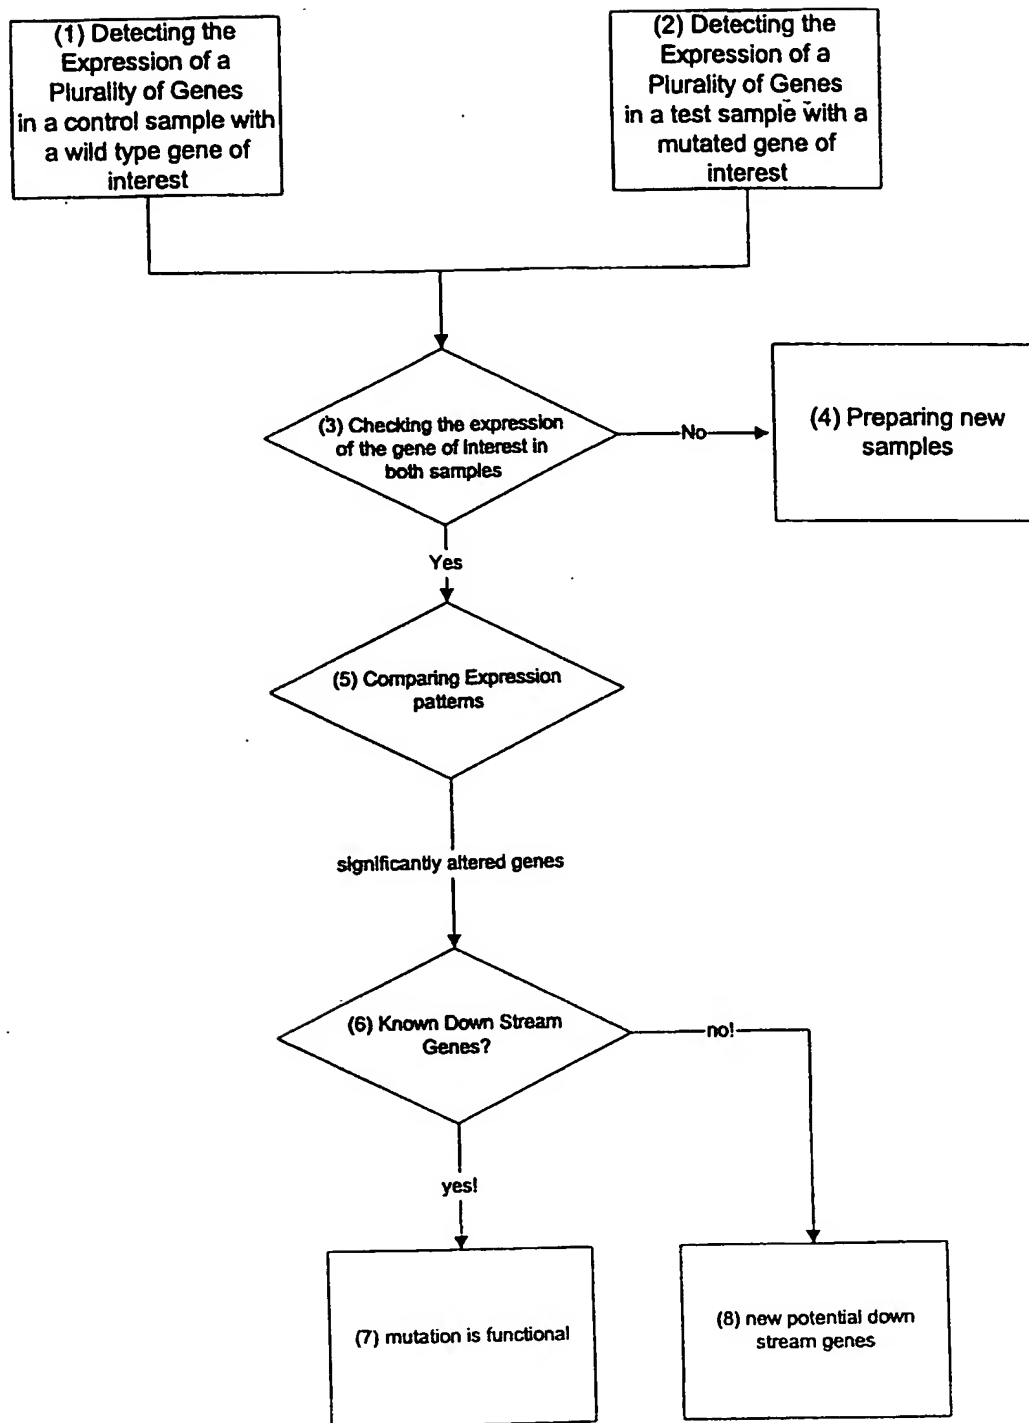 (1) Detecting the
Expression of a
Plurality of Genes
in a control sample with
a wild type gene of
interest
(2) Detecting the
Expression of a
Plurality of Genes
in a test sample with a
mutated gene of
interest
(3) Checking the expression
of the gene of Interest in
both samples
No
(4) Preparing new
samples
Yes
(5) Comparing Expression
patterns
significantly altered genes
(6) Known Down Stream
Genes?
no!
yes!
(7) mutation is functional
(8) new potential down
stream genes